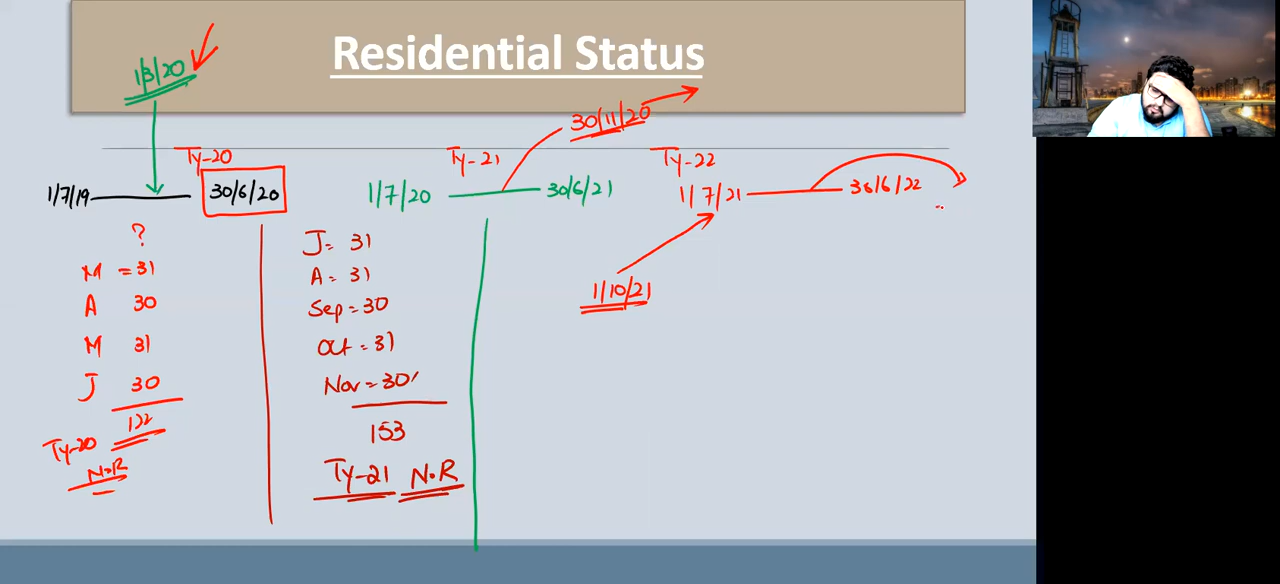 Residential Status
1/3/20
30/11/20
Ty-20
Ty-21
Ty-22
1/7/19
30/6/20
1/7/20
30/6/21
1/7/21
30/6/22
?
M = 31
A 30
M 31
J 30
122
Ty-20
N.R
J = 31
A = 31
Sep = 30
Oct = 31
Nov = 30
153
Ty-21 N.R
1/10/21